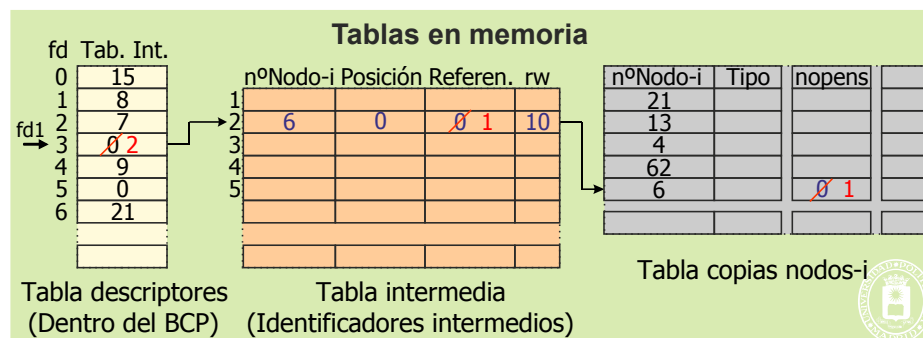 Tablas en memoria
fd Tab. Int.
0 15
1 8
2 7
fd1 3 0 2
4 9
5 0
6 21
nºNodo-i Posición Referen. rw
1
2 6 0 0 1 10
3
4
5
nºNodo-i Tipo nopens
21
13
4
62
6 0 1
Tabla descriptores
(Dentro del BCP)
Tabla intermedia
(Identificadores intermedios)
Tabla copias nodos-i